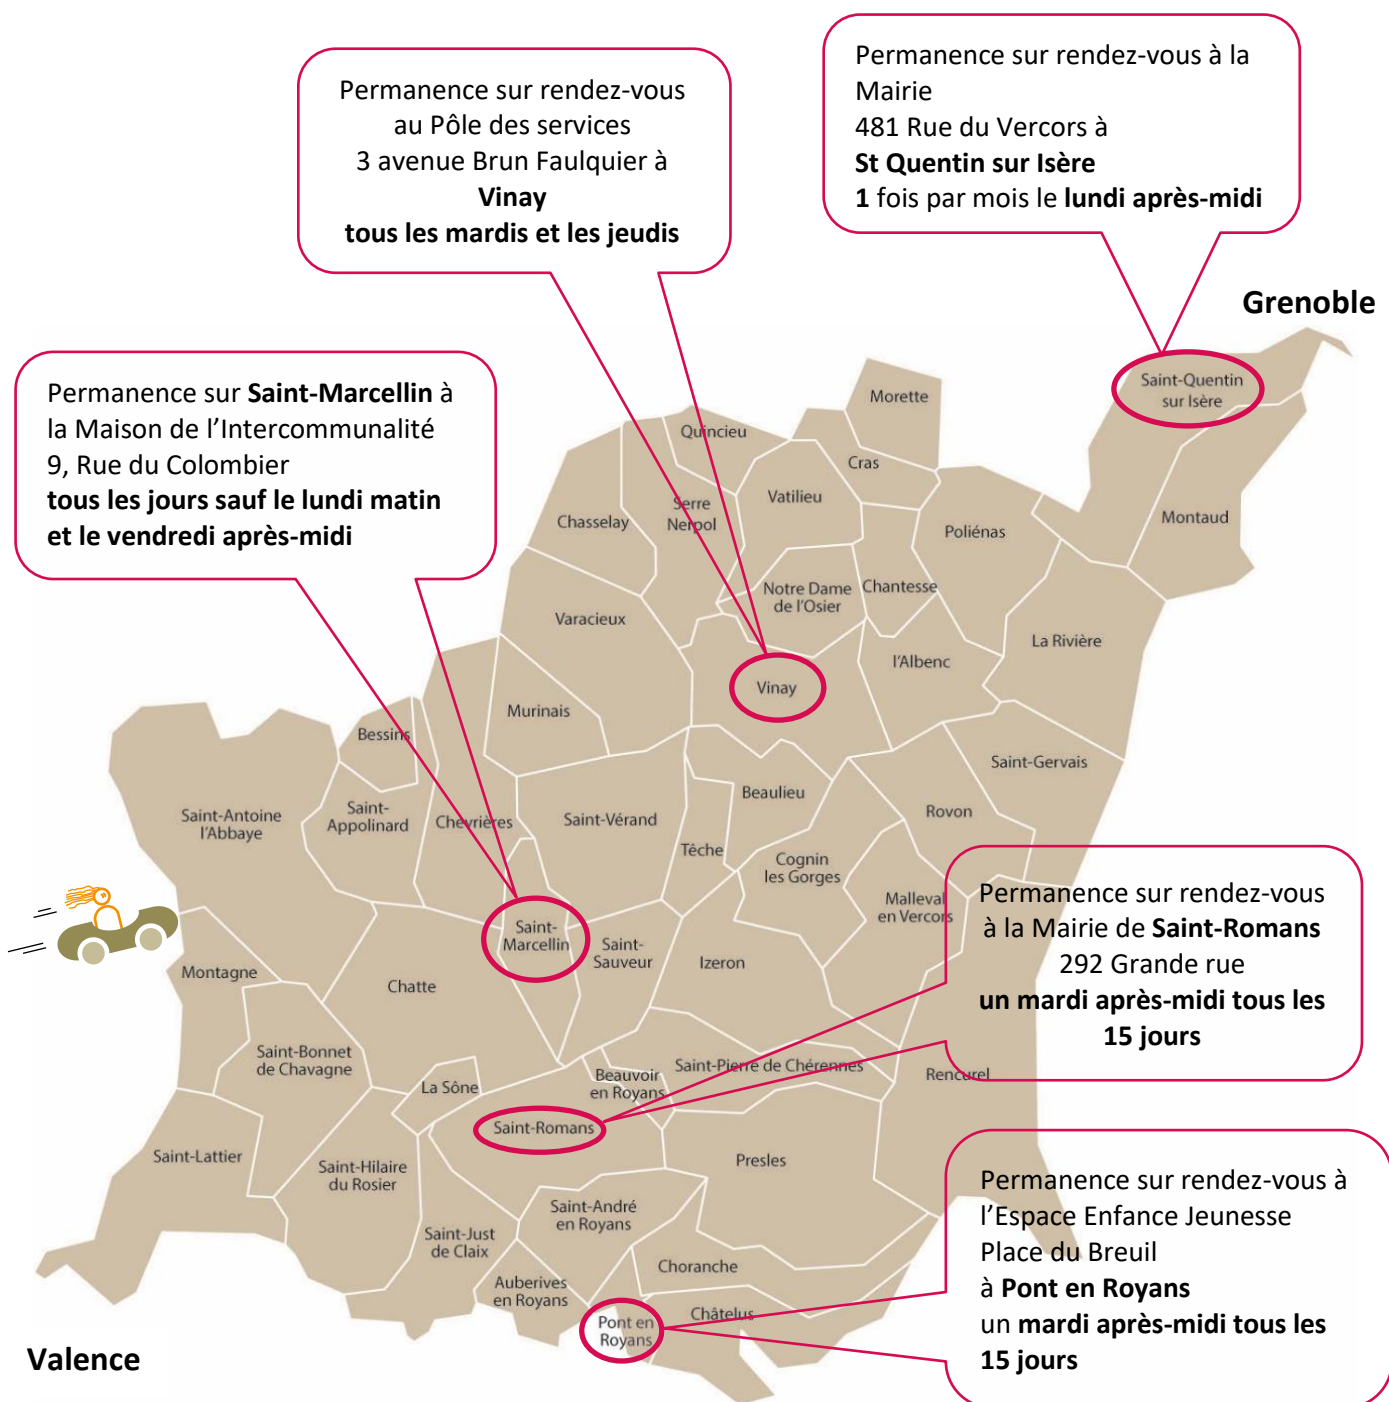 Permanence sur rendez-vous à la
Mairie
481 Rue du Vercors à
St Quentin sur Isère
1 fois par mois le lundi après-midi
Permanence sur rendez-vous
au Pôle des services
3 avenue Brun Faulquier à
Vinay
tous les mardis et les jeudis
Grenoble
Permanence sur Saint-Marcellin à
la Maison de l’Intercommunalité
9, Rue du Colombier
tous les jours sauf le lundi matin
et le vendredi après-midi
Saint-Quentin
sur Isère
Morette
Quincieu
Cras
Vatilieu
Serre
Nerpol
Chasselay
Montaud
Poliénas
Notre Dame
de l'Osier
Chantesse
Varacieux
La Rivière
l'Albenc
Vinay
Murinais
Bessins
Saint-Gervais
Beaulieu
Rovon
Saint-Antoine
l'Abbaye
Saint-
Appolinard
Chevrières
Saint-Vérand
Têche
Cognin
les Gorges
Malleval
en Vercors
Permanence sur rendez-vous
à la Mairie de Saint-Romans
292 Grande rue
un mardi après-midi tous les
15 jours
Saint-
Marcellin
Saint-
Sauveur
Izeron
Montagne
Chatte
Saint-Bonnet
de Chavagne
La Sône
Beauvoir
en Royans
Saint-Pierre de Chérennes
Rencurel
Saint-Romans
Saint-Lattier
Saint-Hilaire
du Rosier
Presles
Saint-André
en Royans
Saint-Just
de Claix
Choranche
Auberives
en Royans
Châtelus
Pont en
Royans
Permanence sur rendez-vous à
l’Espace Enfance Jeunesse
Place du Breuil
à Pont en Royans
un mardi après-midi tous les
15 jours
Valence